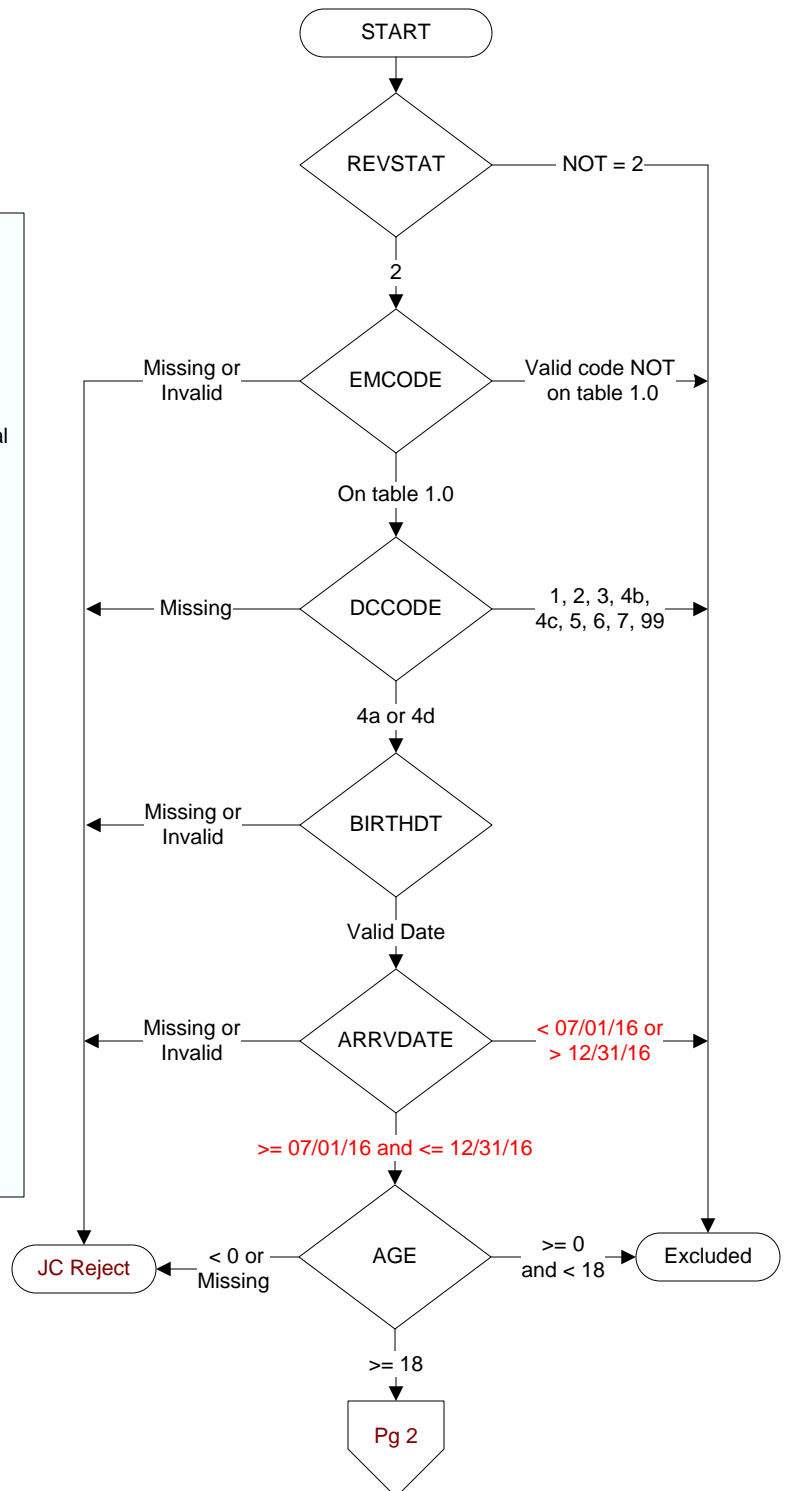 START
REVSTAT
NOT = 2
2
Missing or
Invalid
EMCODE
Valid code NOT
on table 1.0
On table 1.0
Missing
DCCODE
1, 2, 3, 4b,
4c, 5, 6, 7, 99
4a or 4d
Missing or
Invalid
BIRTHDT
Valid Date
Missing or
Invalid
ARRVDATE
< 07/01/16 or
> 12/31/16
>= 07/01/16 and <= 12/31/16
JC Reject
< 0 or
Missing
AGE
>= 0
and < 18
Excluded
>= 18
Pg 2